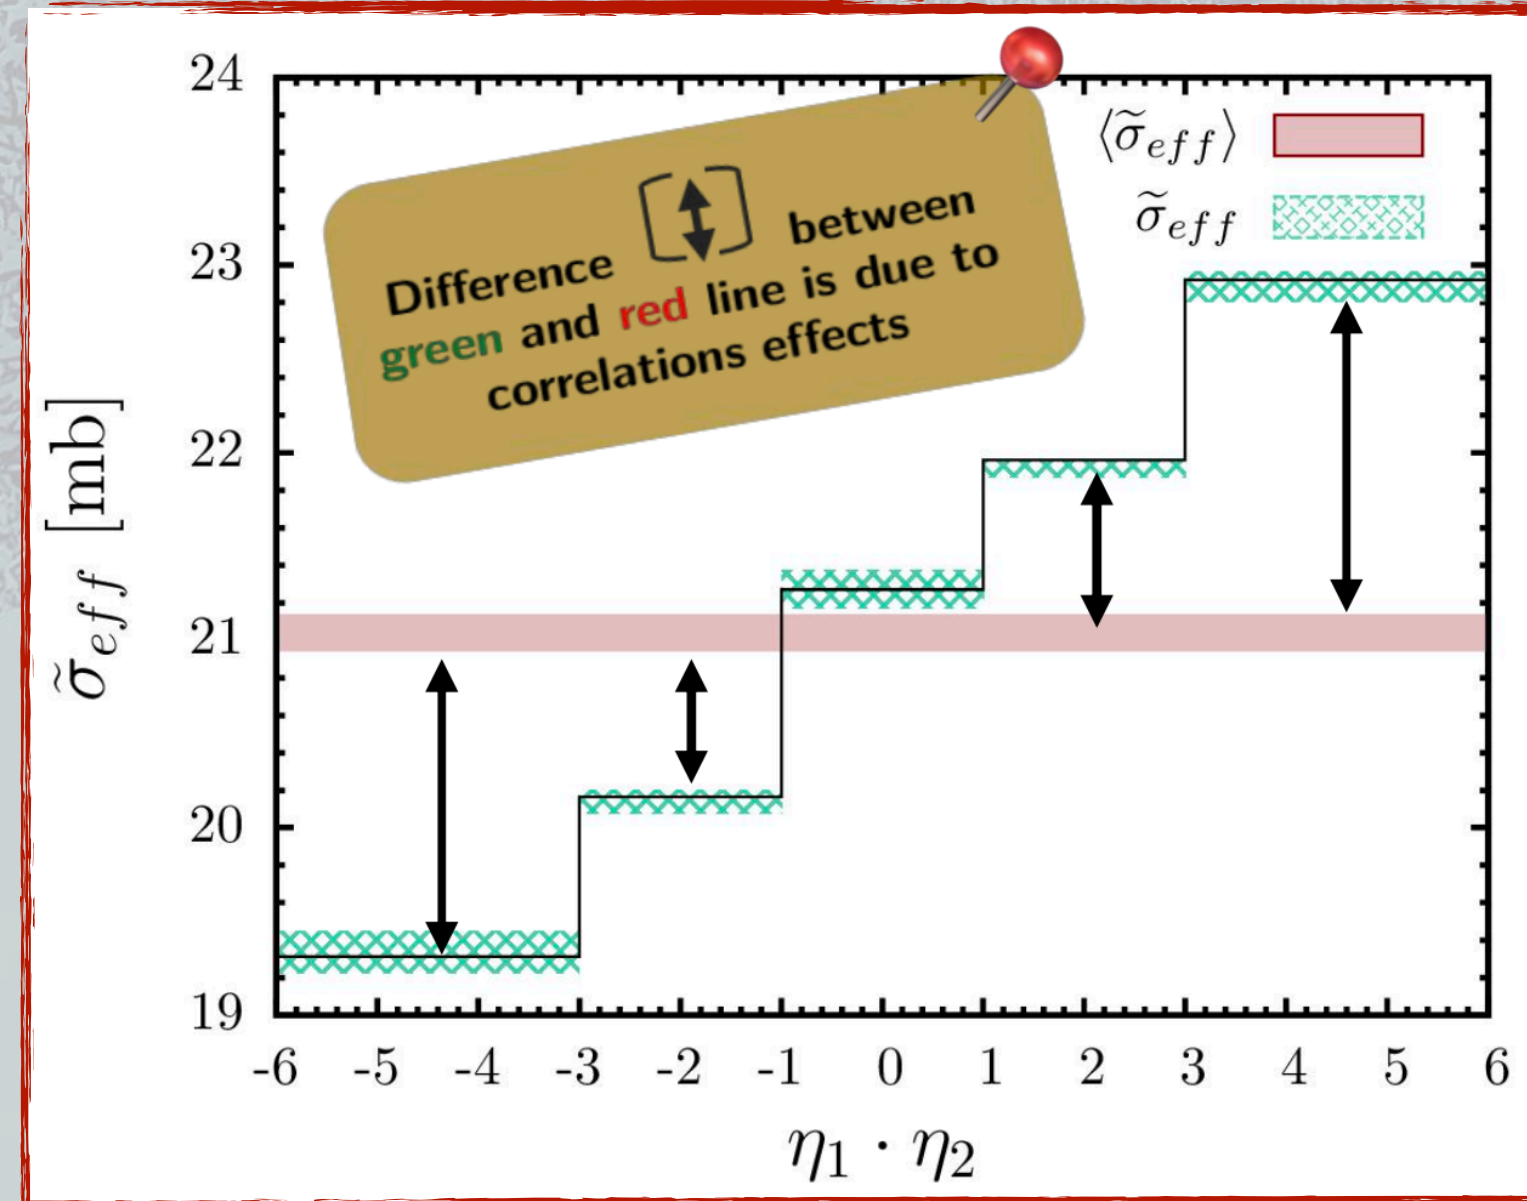 24
23
22
21
20
19
σ̃eff [mb]
⟨σ̃eff⟩
σ̃eff
Difference [↕] between
green and red line is due to
correlations effects
-6 -5 -4 -3 -2 -1 0 1 2 3 4 5 6
η1 · η2